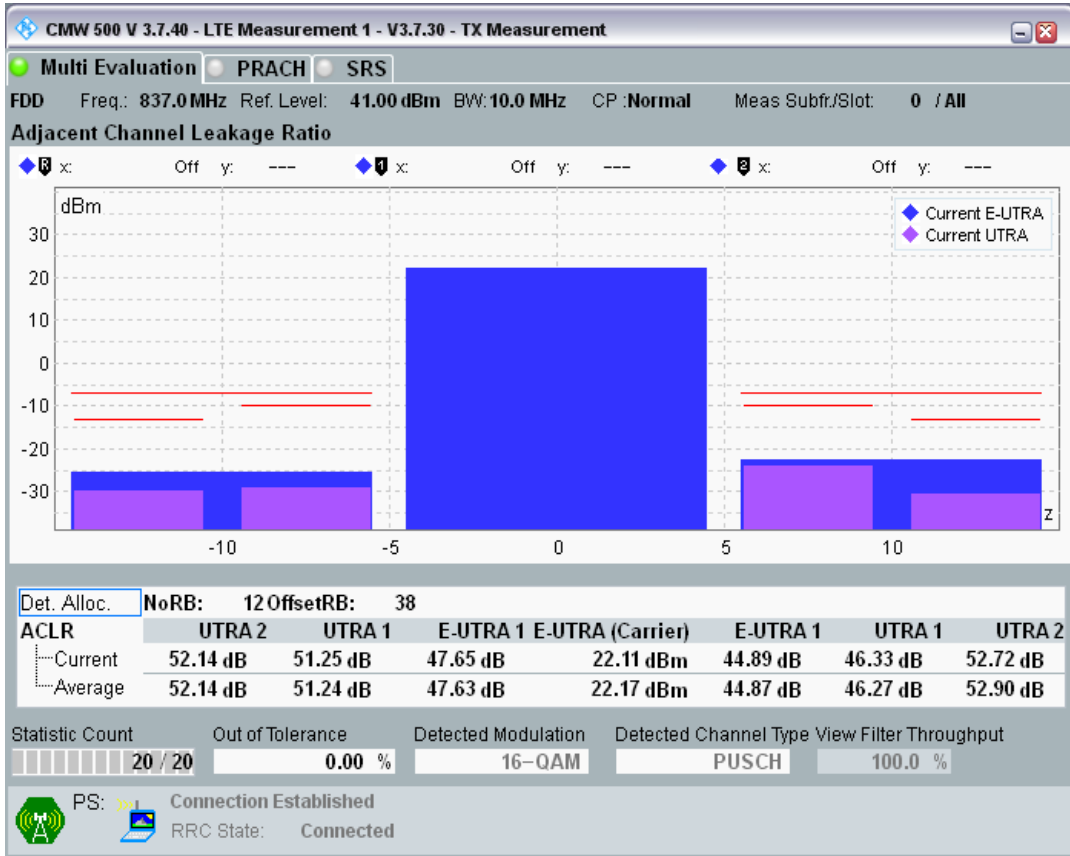 CMW 500 V 3.7.40 - LTE Measurement 1 - V3.7.30 - TX Measurement
Multi Evaluation PRACH SRS
FDD Freq.: 837.0 MHz Ref. Level: 41.00 dBm BW: 10.0 MHz CP :Normal Meas Subfr./Slot: 0 / All
Adjacent Channel Leakage Ratio
R x: Off y: --- 1 x: Off y: --- 2 x: Off y: ---
dBm
Current E-UTRA
Current UTRA
30
20
10
0
-10
-20
-30
z
-10 -5 0 5 10
Det. Alloc. NoRB: 12 OffsetRB: 38
ACLR UTRA 2 UTRA 1 E-UTRA 1 E-UTRA (Carrier) E-UTRA 1 UTRA 1 UTRA 2
Current 52.14 dB 51.25 dB 47.65 dB 22.11 dBm 44.89 dB 46.33 dB 52.72 dB
Average 52.14 dB 51.24 dB 47.63 dB 22.17 dBm 44.87 dB 46.27 dB 52.90 dB
Statistic Count Out of Tolerance Detected Modulation Detected Channel Type View Filter Throughput
20 / 20 0.00 % 16-QAM PUSCH 100.0 %
PS: Connection Established
RRC State: Connected